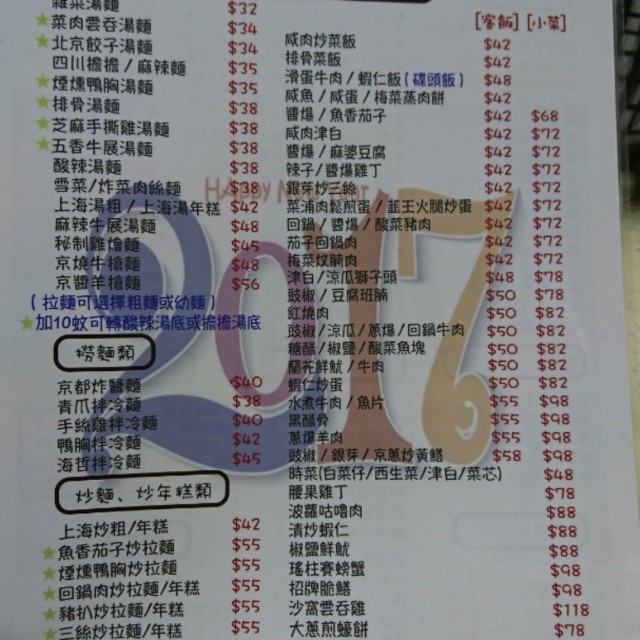 雜菜湯麵 $32
★菜肉雲吞湯麵 $34
★北京餃子湯麵 $34
四川擔擔/麻辣麵 $35
★煙燻鴨胸湯麵 $35
★排骨湯麵 $38
★芝麻手撕雞湯麵 $38
★五香牛展湯麵 $38
酸辣湯麵 $38
雪菜/炸菜肉絲麵 $38
上海湯粗/上海湯年糕 $42
麻辣牛展湯麵 $48
秘制雞燴麵 $45
京燒牛搶麵 $48
京醬羊搶麵 $56
(拉麵可選擇粗麵或幼麵)
★加10蚊可轉酸辣湯底或擔擔湯底
撈麵類
京都炸醬麵 $40
青瓜拌冷麵 $38
手絲雞拌冷麵 $40
鴨胸拌冷麵 $42
海哲拌冷麵 $45
炒麵、炒年糕類
上海炒粗/年糕 $42
★魚香茄子炒拉麵 $55
★煙燻鴨胸炒拉麵 $55
★回鍋肉炒拉麵/年糕 $55
★豬扒炒拉麵/年糕 $55
★三絲炒拉麵/年糕 $55
[客飯] [小菜]
咸肉炒菜飯 $42
排骨菜飯 $42
滑蛋牛肉/蝦仁飯(碟頭飯) $48
咸魚/咸蛋/梅菜蒸肉餅 $42
醬爆/魚香茄子 $42 $68
咸肉津白 $42 $72
醬爆/麻婆豆腐 $42 $72
辣子/醬爆雞丁 $42 $72
銀芽炒三絲 $42 $72
菜浦肉鬆煎蛋/韮王火腿炒蛋 $42 $72
回鍋/醬爆/酸菜豬肉 $42 $72
茄子回鍋肉 $42 $72
梅菜炆腩肉 $42 $72
津白/涼瓜獅子頭 $48 $78
豉椒/豆腐班腩 $50 $78
紅燒肉 $50 $82
豉椒/涼瓜/蔥爆/回鍋牛肉 $50 $82
糖醋/椒鹽/酸菜魚塊 $50 $82
蘭花鮮魷/牛肉 $50 $82
蝦仁炒蛋 $50 $82
水煮牛肉/魚片 $55 $98
黑醋骨 $55 $98
蔥爆羊肉 $55 $98
豉椒/銀芽/京蔥炒黃鱔 $58 $98
時菜(白菜仔/西生菜/津白/菜芯) $48
腰果雞丁 $78
波蘿咕嚕肉 $88
清炒蝦仁 $88
椒鹽鮮魷 $88
瑤柱賽螃蟹 $98
招牌脆鱔 $98
沙窩雲吞雞 $118
大蔥煎蠔餅 $78
HAppy New Year
2017